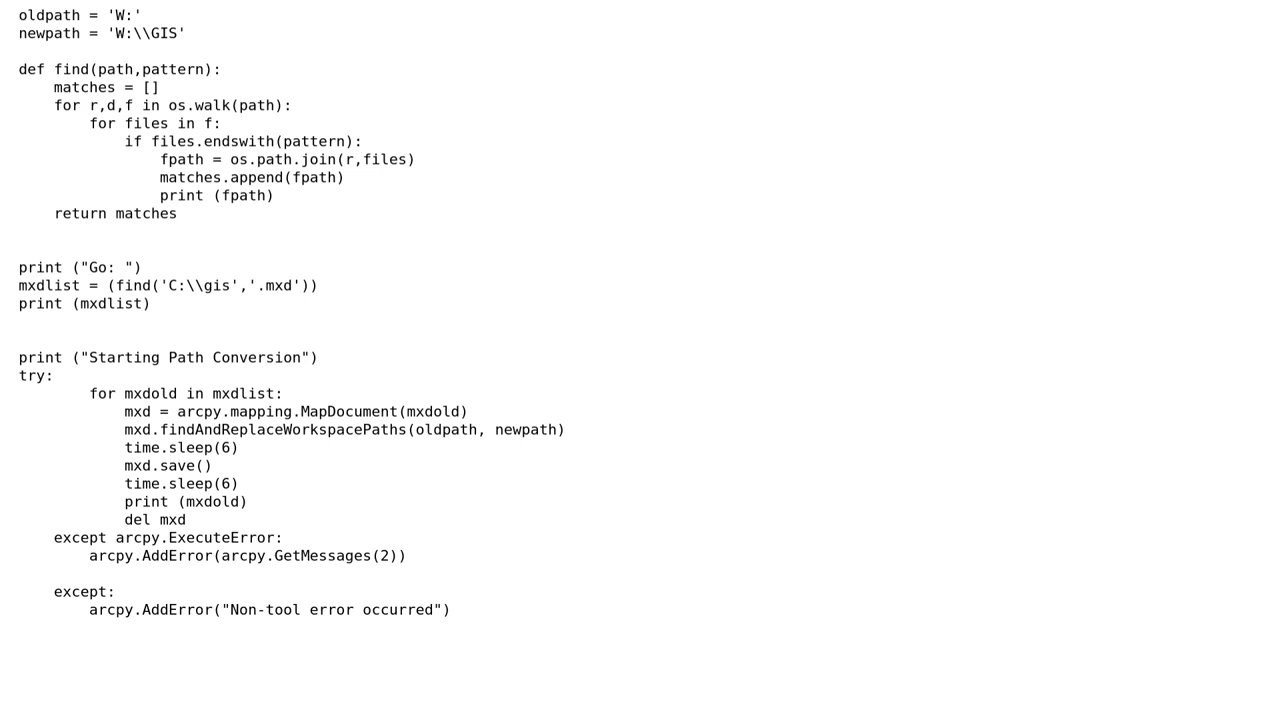 oldpath = 'W:'
newpath = 'W:\\GIS'

def find(path,pattern):
    matches = []
    for r,d,f in os.walk(path):
        for files in f:
            if files.endswith(pattern):
                fpath = os.path.join(r,files)
                matches.append(fpath)
                print (fpath)
    return matches


print ("Go: ")
mxdlist = (find('C:\\gis','.mxd'))
print (mxdlist)


print ("Starting Path Conversion")
try:
        for mxdold in mxdlist:
            mxd = arcpy.mapping.MapDocument(mxdold)
            mxd.findAndReplaceWorkspacePaths(oldpath, newpath)
            time.sleep(6)
            mxd.save()
            time.sleep(6)
            print (mxdold)
            del mxd
    except arcpy.ExecuteError:
        arcpy.AddError(arcpy.GetMessages(2))

    except:
        arcpy.AddError("Non-tool error occurred")